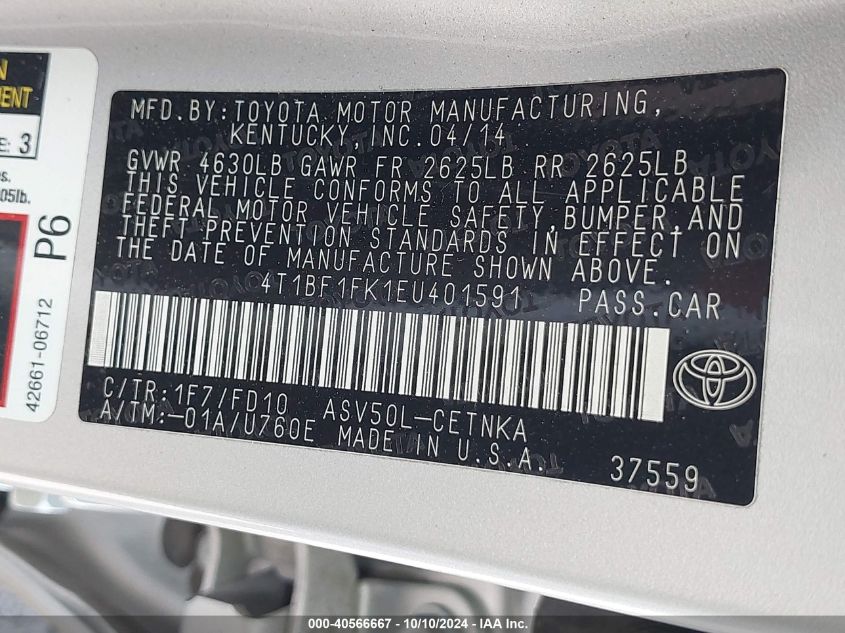 MFD.BY:TOYOTA MOTOR MANUFACTURING,
KENTUCKY,INC.04/14
GVWR 4630LB GAWR FR 2625LB RR 2625LB
THIS VEHICLE CONFORMS TO ALL APPLICABLE
FEDERAL MOTOR VEHICLE SAFETY,BUMPER,AND
THEFT PREVENTION STANDARDS IN EFFECT ON
THE DATE OF MANUFACTURE SHOWN ABOVE.
4T1BF1FK1EU401591 PASS.CAR
C/TR:1F7/FD10 ASV50L-CETNKA
A/TM:-01A/U760E MADE IN U.S.A.
37559
3
05lb.
P6
42661-06712
000-40566667 - 10/10/2024 - IAA Inc.